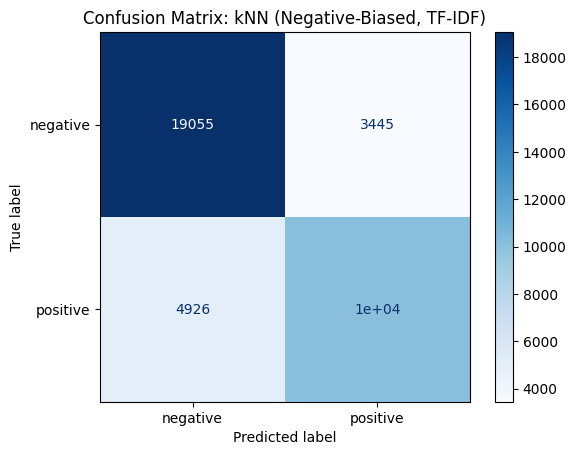 Confusion Matrix: kNN (Negative-Biased, TF-IDF)
negative
positive
True label
19055
3445
4926
1e+04
negative
positive
Predicted label
18000
16000
14000
12000
10000
8000
6000
4000